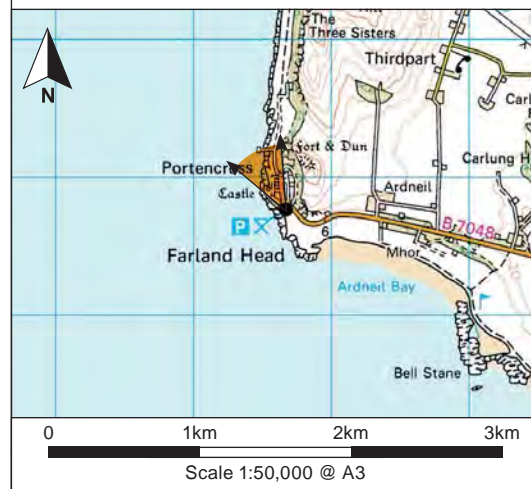 The
Three Sisters
Thirdpart
N
Fort & Dun
Portencross
Carlung H
Castle
Ardneil
P
6
B 7048
Farland Head
Mhor
Ardneil Bay
Bell Stane
0 1km 2km 3km
Scale 1:50,000 @ A3